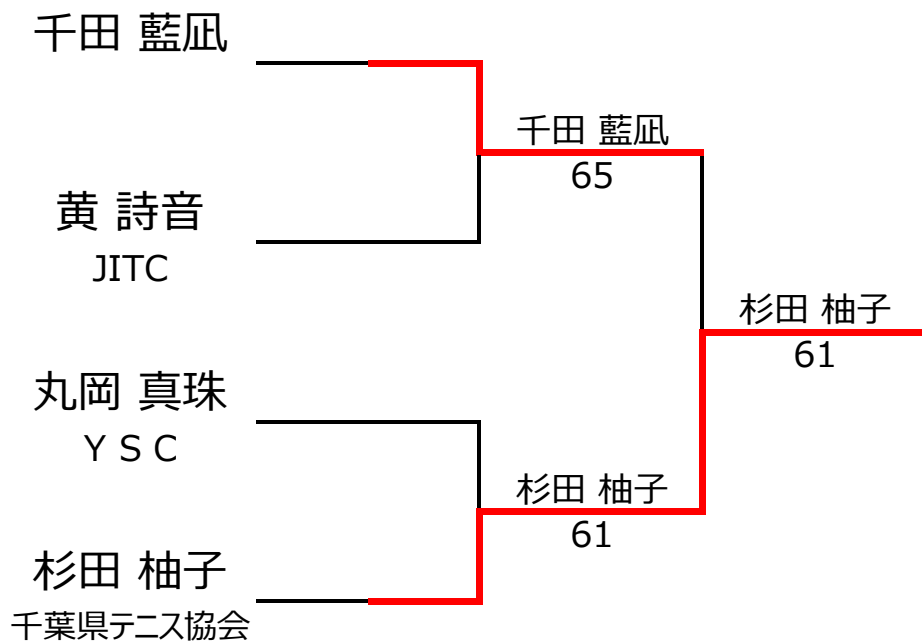 千田 藍凪
千田 藍凪
65
黄 詩音
JITC
杉田 柚子
61
丸岡 真珠
Y S C
杉田 柚子
61
杉田 柚子
千葉県テニス協会